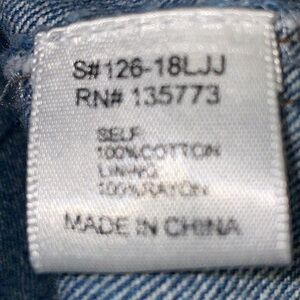 S#126-18LJJ
RN# 135773
SELF
100%COTTON
LINING
100%RAYON
MADE IN CHINA